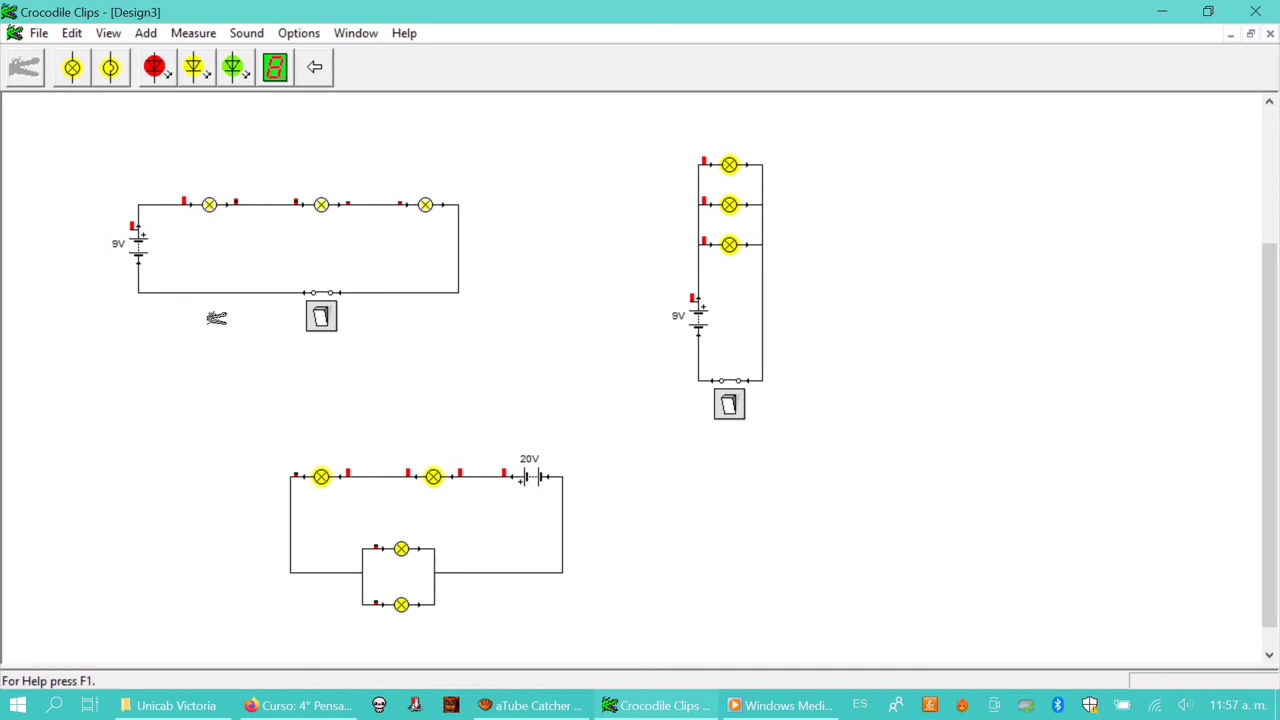 Crocodile Clips - [Design3]
File Edit View Add Measure Sound Options Window Help
9V
9V
20V
For Help press F1.
Unicab Victoria
Curso: 4° Pensa...
aTube Catcher ...
Crocodile Clips ...
Windows Medi...
ES
11:57 a. m.